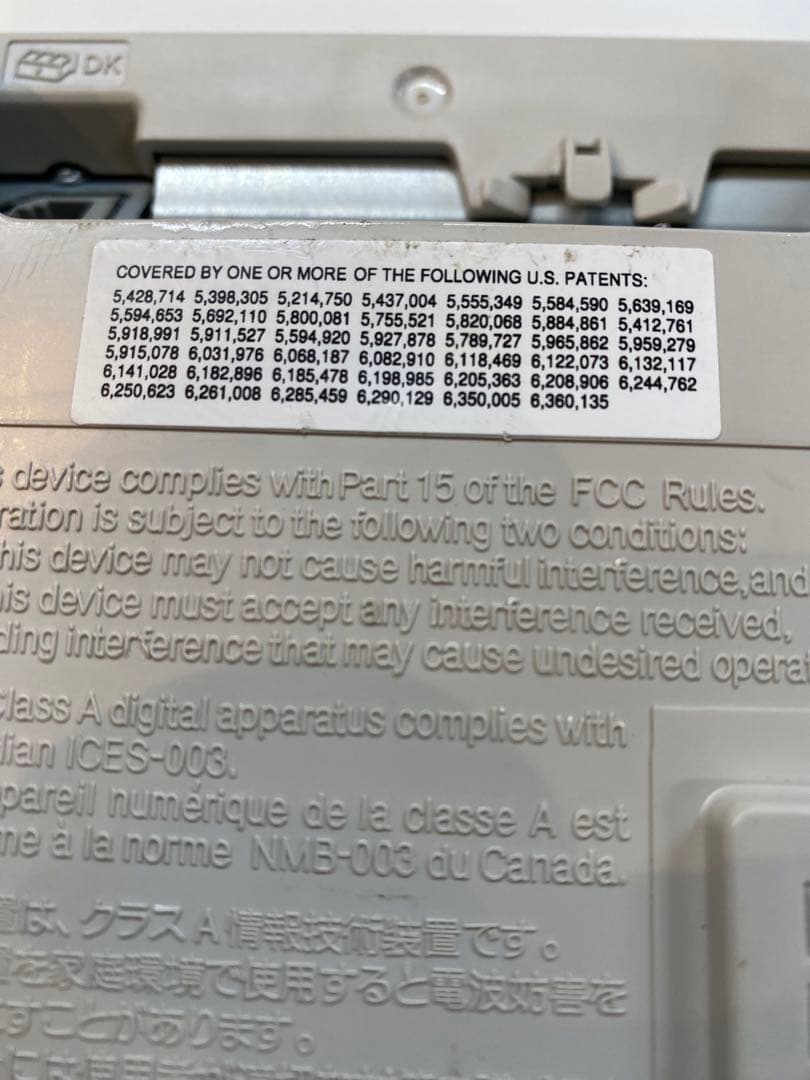 DK
COVERED BY ONE OR MORE OF THE FOLLOWING U.S. PATENTS:
5,428,714 5,398,305 5,214,750 5,437,004 5,555,349 5,584,590 5,639,169
5,594,653 5,692,110 5,800,081 5,755,521 5,820,068 5,884,861 5,412,761
5,918,991 5,911,527 5,594,920 5,927,878 5,789,727 5,965,862 5,959,279
5,915,078 6,031,976 6,068,187 6,082,910 6,118,469 6,122,073 6,132,117
6,141,028 6,182,896 6,185,478 6,198,985 6,205,363 6,208,906 6,244,762
6,250,623 6,261,008 6,285,459 6,290,129 6,350,005 6,360,135
s device complies with Part 15 of the FCC Rules.
ration is subject to the following two conditions:
his device may not cause harmful interference,and
is device must accept any interference received,
ding interference that may cause undesired opera
Class A digital apparatus complies with
dian ICES-003.
pareil numérique de la classe A est
me à la norme NMB-003 du Canada.
置は、クラスA情報技術装置です。
を家庭環境で使用すると電波妨害を
すことがあります。